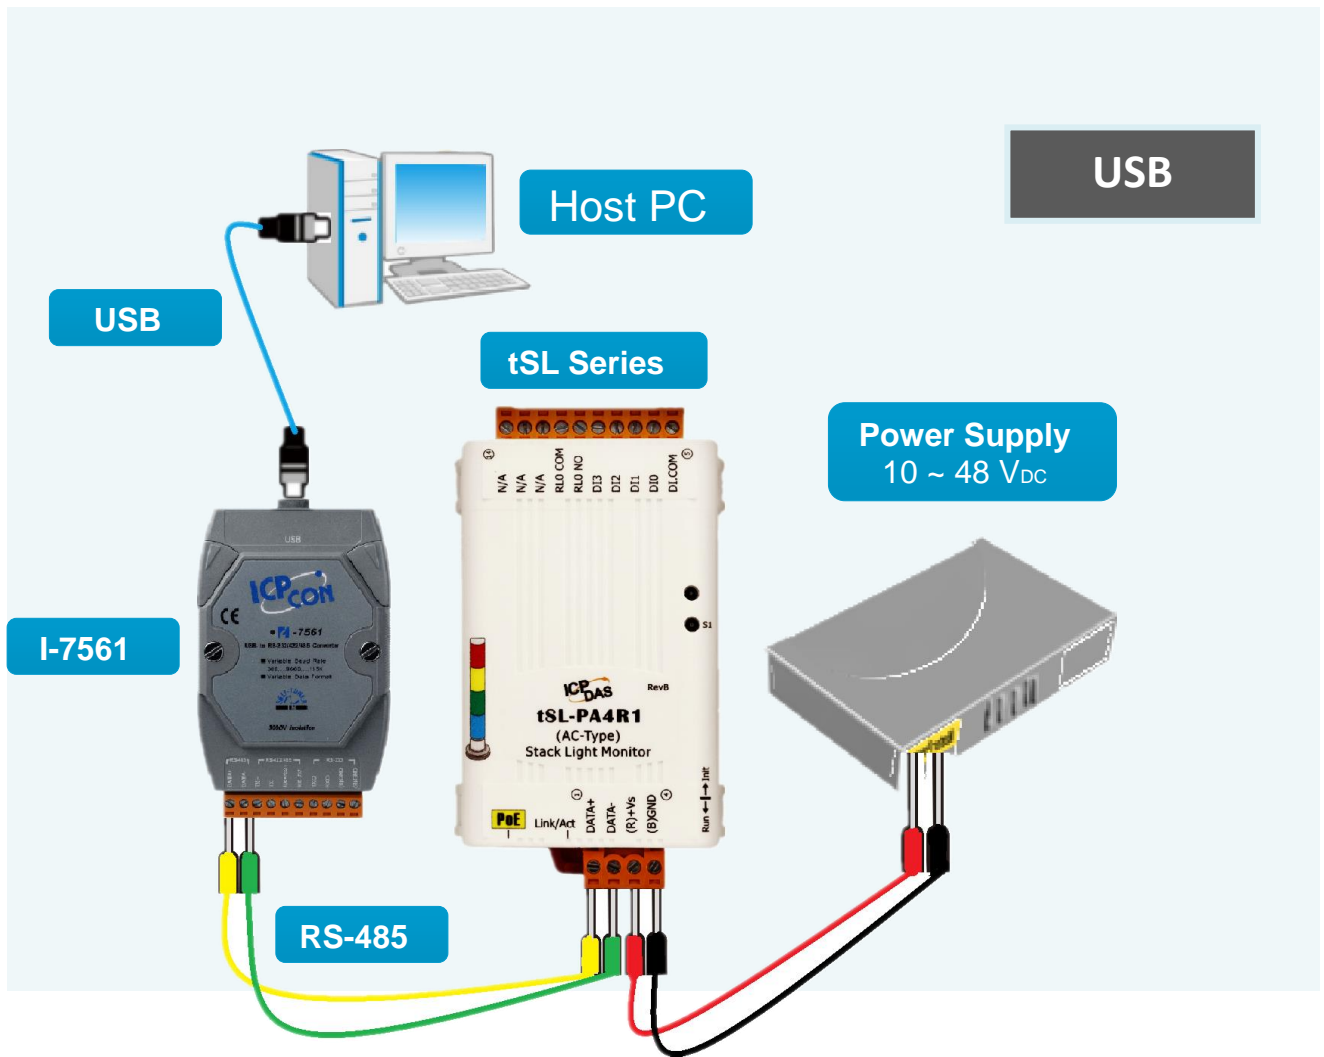 USB
Host PC
USB
tSL Series
Power Supply
10 ~ 48 VDC
N/A
N/A
N/A
RL0 COM
RL0 NO
DI3
DI2
DI1
DI0
DI.COM
USB
ICP CON
CE
-7561
I-7561
S1
ICP DAS
RevB
tSL-PA4R1
(AC-Type)
Stack Light Monitor
PoE
Link/Act
DATA+
DATA-
(R)+Vs
(B)GND
Run
Init
RS-485